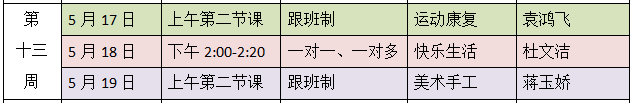 第十三周
5月17日 上午第二节课 跟班制 运动康复 袁鸿飞
5月18日 下午2:00-2:20 一对一、一对多 快乐生活 杜文洁
5月19日 上午第二节课 跟班制 美术手工 蒋玉娇